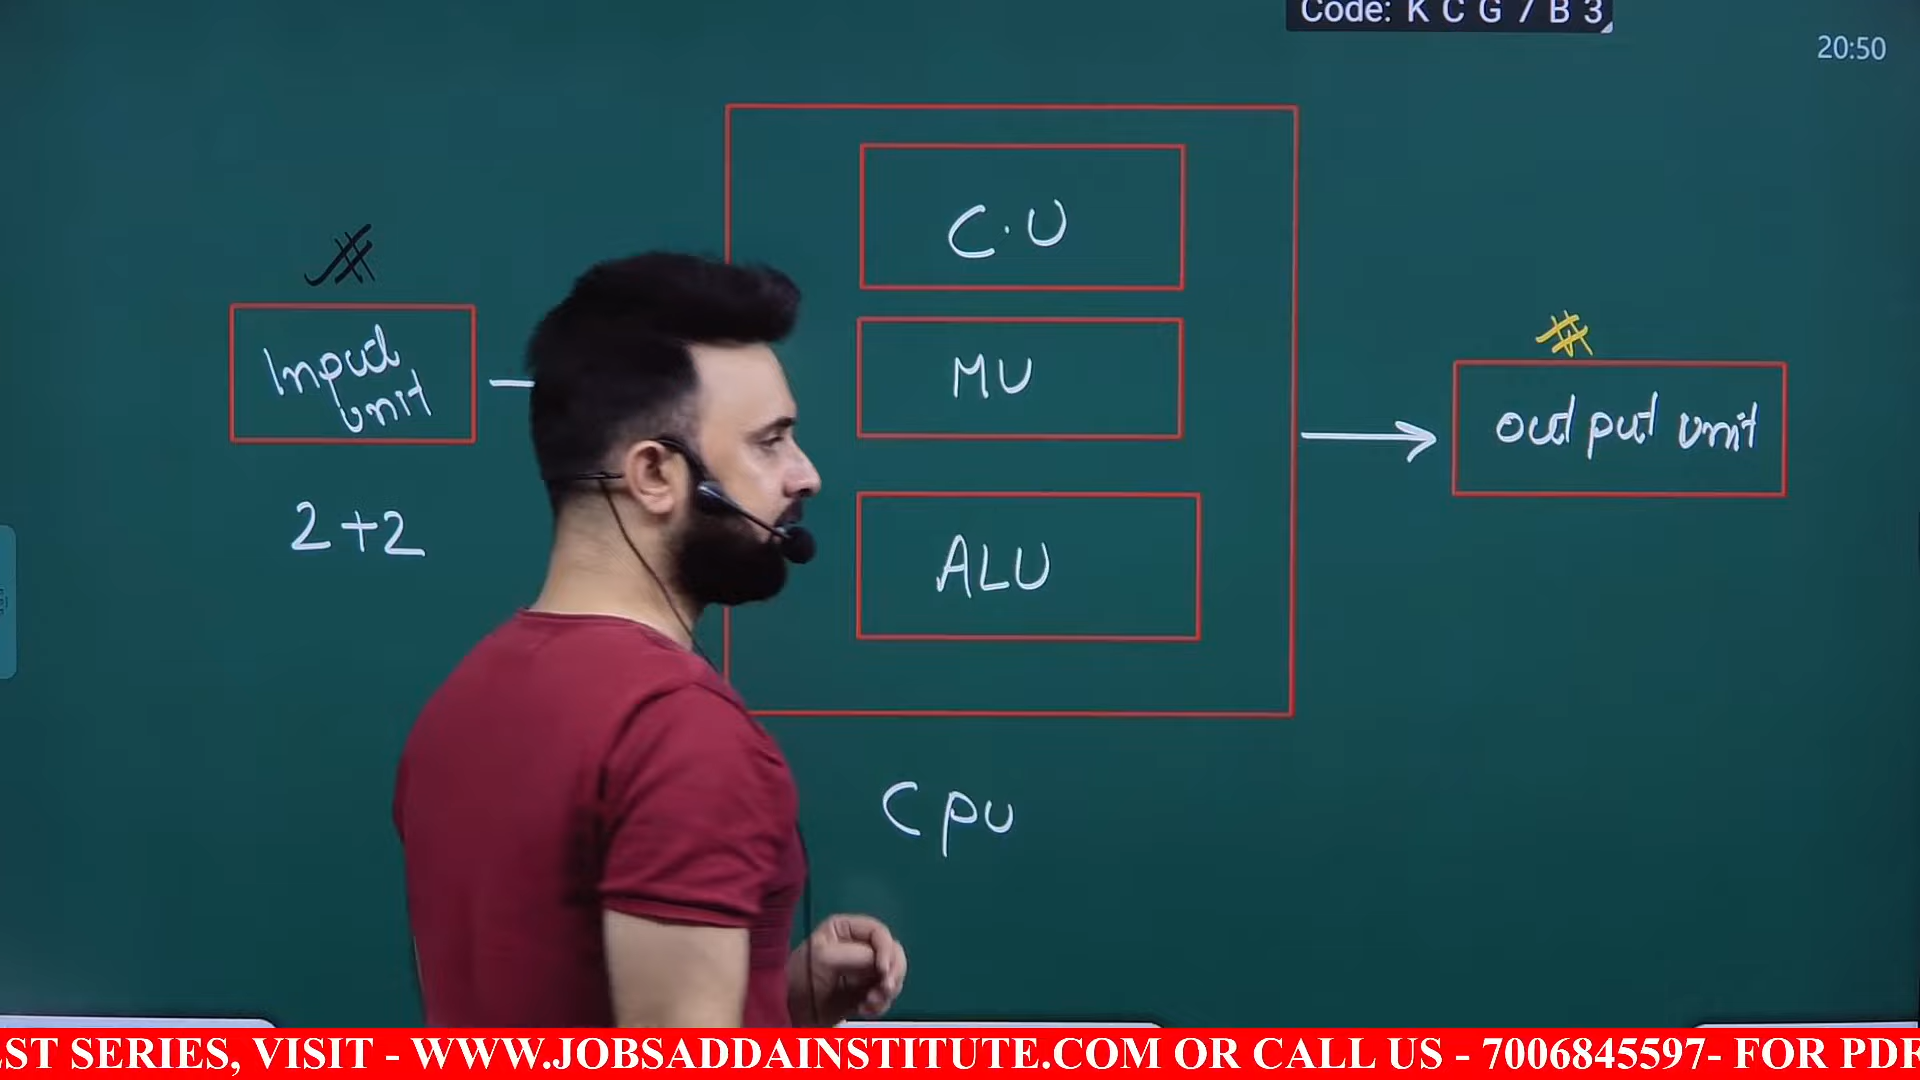 Code: K C G 7 B 3
20:50
C.U
Input
unit
MU
output unit
2+2
ALU
CPU
EST SERIES, VISIT - WWW.JOBSADDAINSTITUTE.COM OR CALL US - 7006845597- FOR PDF